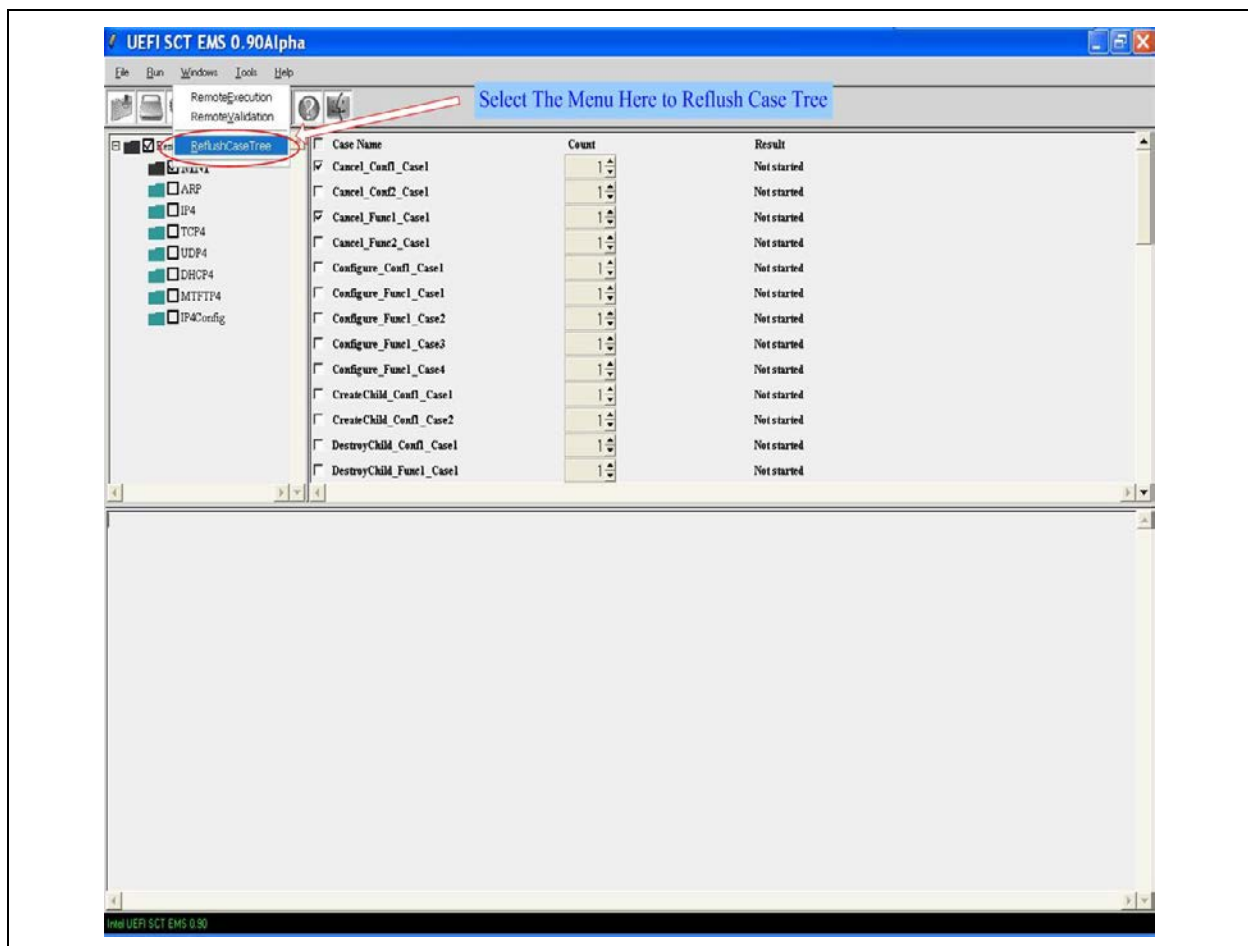 UEFI SCT EMS 0.90Alpha
File Run Windows Tools Help
RemoteExecution
RemoteValidation
ReflushCaseTree
Select The Menu Here to Reflush Case Tree
ARP
IP4
TCP4
UDP4
DHCP4
MTFTP4
IP4Config
Case Name Count Result
Cancel_Conf1_Case1 1 Not started
Cancel_Conf2_Case1 1 Not started
Cancel_Func1_Case1 1 Not started
Cancel_Func2_Case1 1 Not started
Configure_Conf1_Case1 1 Not started
Configure_Func1_Case1 1 Not started
Configure_Func1_Case2 1 Not started
Configure_Func1_Case3 1 Not started
Configure_Func1_Case4 1 Not started
CreateChild_Conf1_Case1 1 Not started
CreateChild_Conf1_Case2 1 Not started
DestroyChild_Conf1_Case1 1 Not started
DestroyChild_Func1_Case1 1 Not started
Intel UEFI SCT EMS 0.90